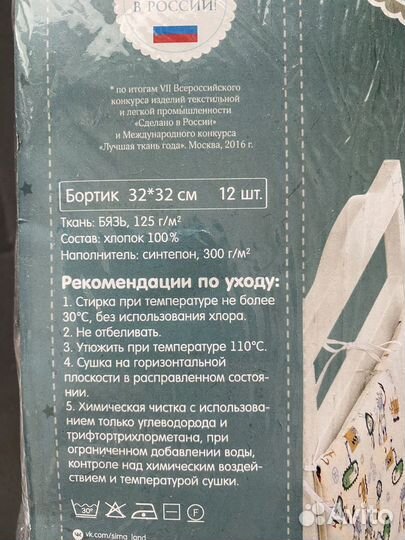 В РОССИИ!
* по итогам VII Всероссийского
конкурса изделий текстильной
и легкой промышленности
«Сделано в России»
и Международного конкурса
«Лучшая ткань года». Москва, 2016 г.
Бортик 32*32 см 12 шт.
Ткань: БЯЗЬ, 125 г/м²
Состав: хлопок 100%
Наполнитель: синтепон, 300 г/м²
Рекомендации по уходу:
1. Стирка при температуре не более
30°С, без использования хлора.
2. Не отбеливать.
3. Утюжить при температуре 110°С.
4. Сушка на горизонтальной
плоскости в расправленном состоя-
нии.
5. Химическая чистка с использова-
нием только углеводорода и
трифтортрихлорметана, при
ограниченном добавлении воды,
контроле над химическим воздей-
ствием и температурой сушки.
30°
F
vk.com/sima_land
Avito